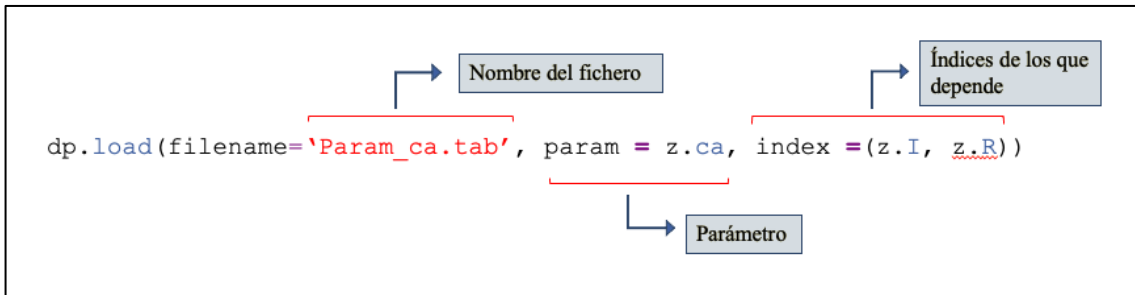 Nombre del fichero
Índices de los que
depende
dp.load(filename=‘Param_ca.tab’, param = z.ca, index =(z.I, z.R))
Parámetro